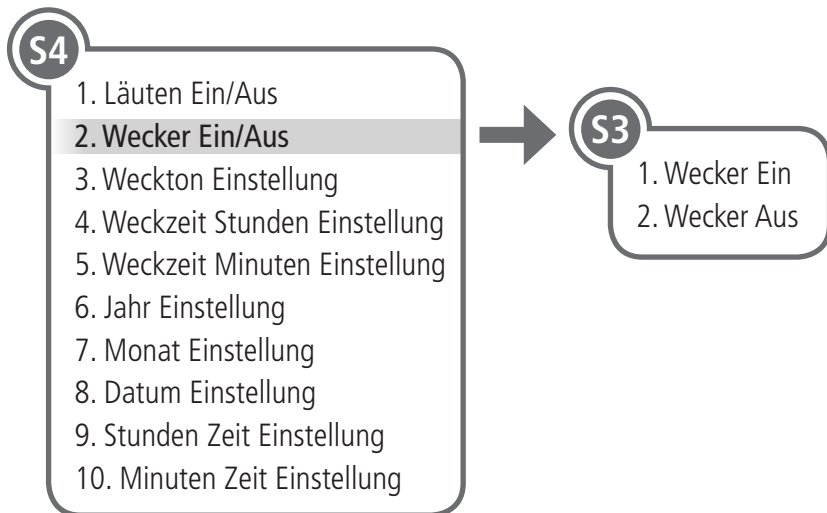 S4
1. Läuten Ein/Aus
2. Wecker Ein/Aus
3. Weckton Einstellung
4. Weckzeit Stunden Einstellung
5. Weckzeit Minuten Einstellung
6. Jahr Einstellung
7. Monat Einstellung
8. Datum Einstellung
9. Stunden Zeit Einstellung
10. Minuten Zeit Einstellung
S3
1. Wecker Ein
2. Wecker Aus